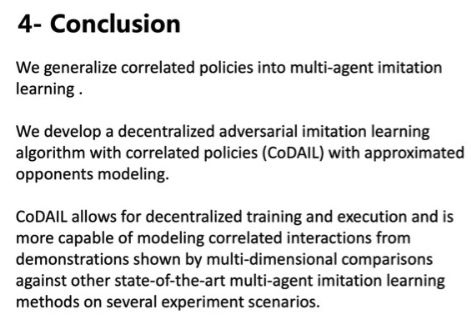 4- Conclusion
We generalize correlated policies into multi-agent imitation
learning .
We develop a decentralized adversarial imitation learning
algorithm with correlated policies (CoDAIL) with approximated
opponents modeling.
CoDAIL allows for decentralized training and execution and is
more capable of modeling correlated interactions from
demonstrations shown by multi-dimensional comparisons
against other state-of-the-art multi-agent imitation learning
methods on several experiment scenarios.